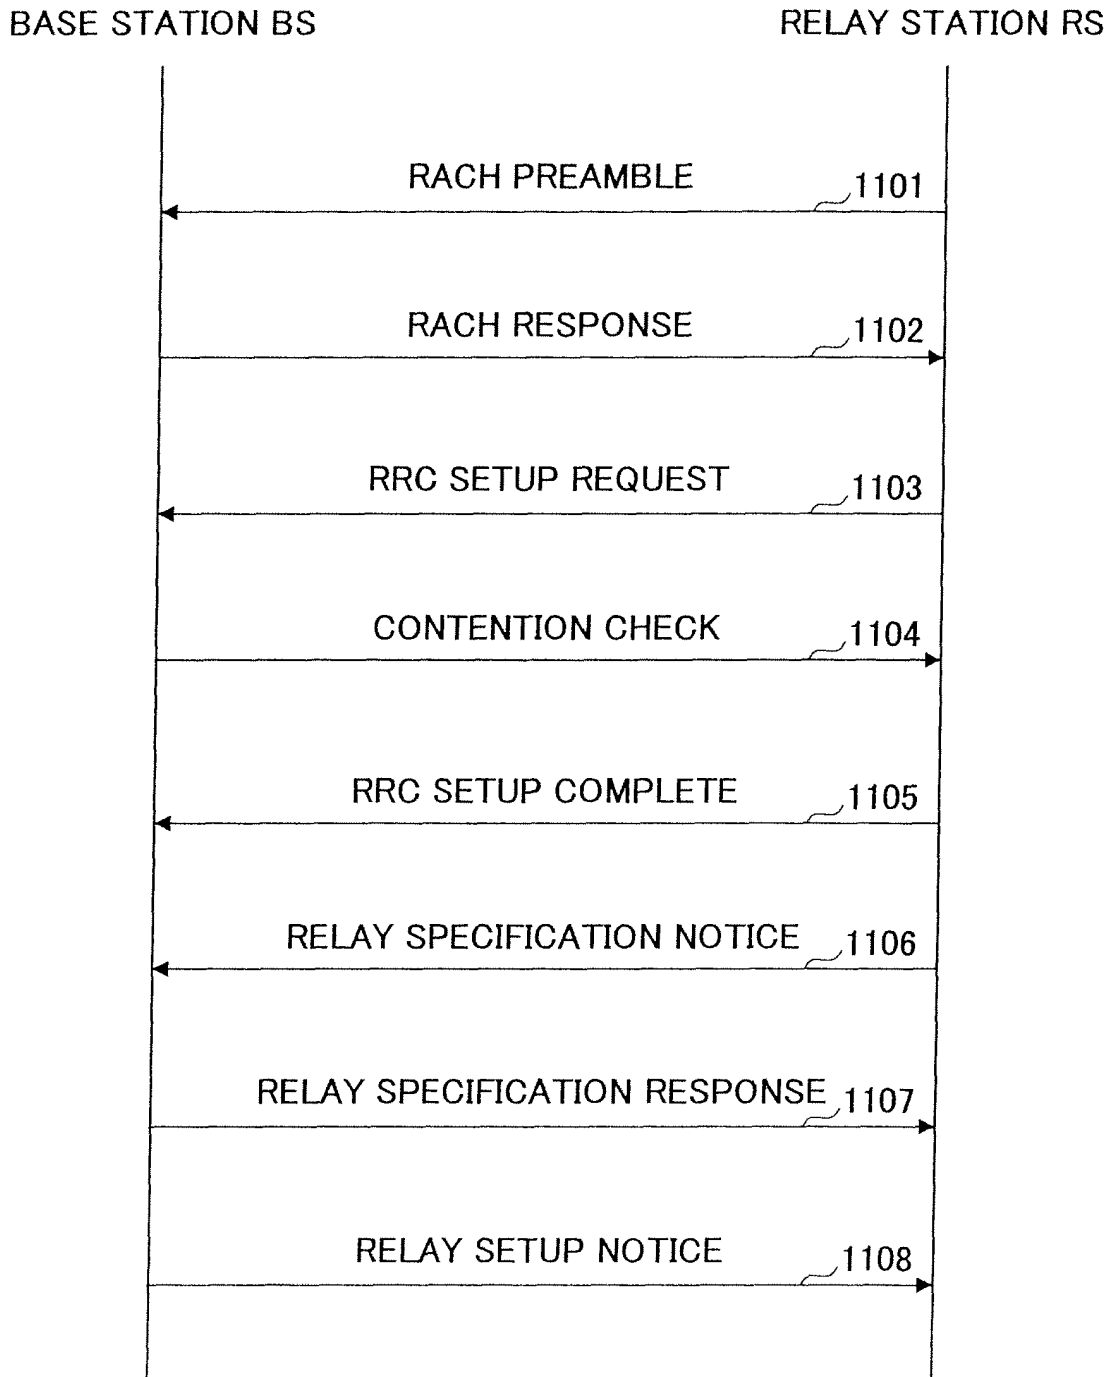 BASE STATION BS
RELAY STATION RS
RACH PREAMBLE
1101
RACH RESPONSE
1102
RRC SETUP REQUEST
1103
CONTENTION CHECK
1104
RRC SETUP COMPLETE
1105
RELAY SPECIFICATION NOTICE
1106
RELAY SPECIFICATION RESPONSE
1107
RELAY SETUP NOTICE
1108